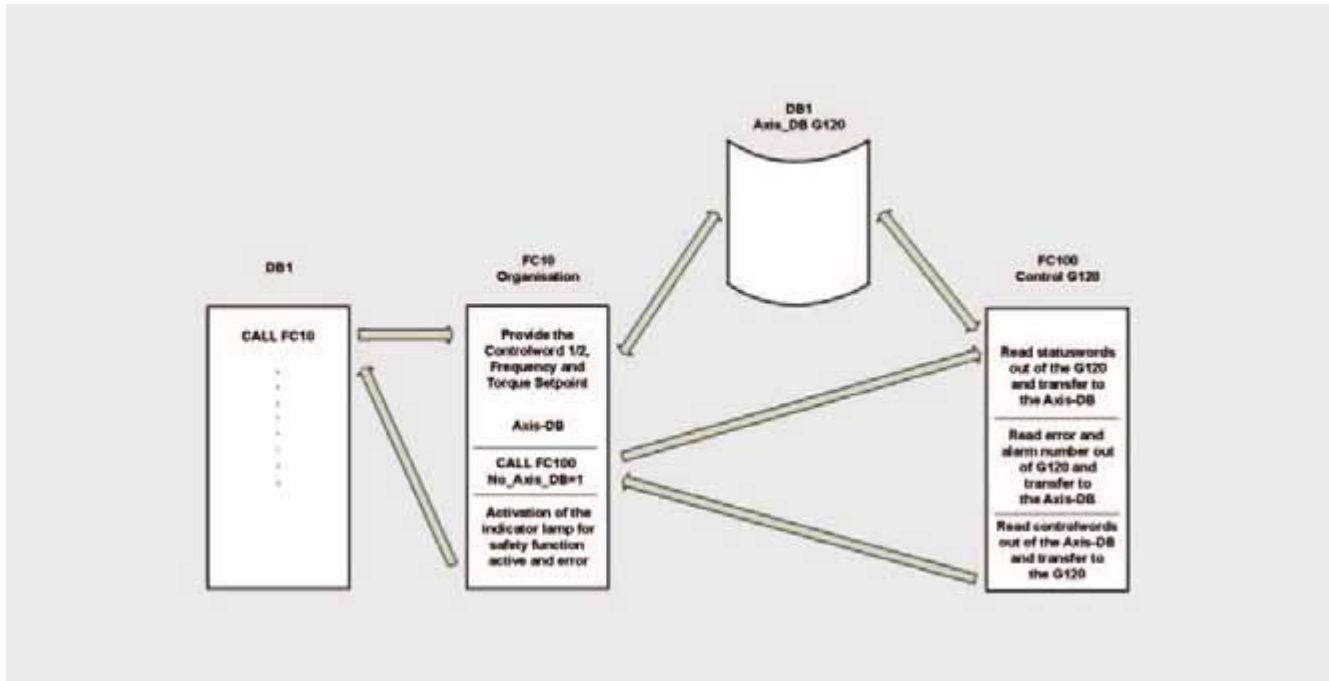 DB1
Axis_DB G120
DB1
CALL FC10
FC10
Organisation
Provide the
Controlword 1/2,
Frequency and
Torque Setpoint
Axis-DB
CALL FC100
No_Axis_DB=1
Activation of the
indicator lamp for
safety function
active and error
FC100
Control G120
Read statuswords
out of the G120
and transfer to
the Axis-DB
Read error and
alarm number out
of G120 and
transfer to
the Axis-DB
Read controlwords
out of the Axis-DB
and transfer to
the G120